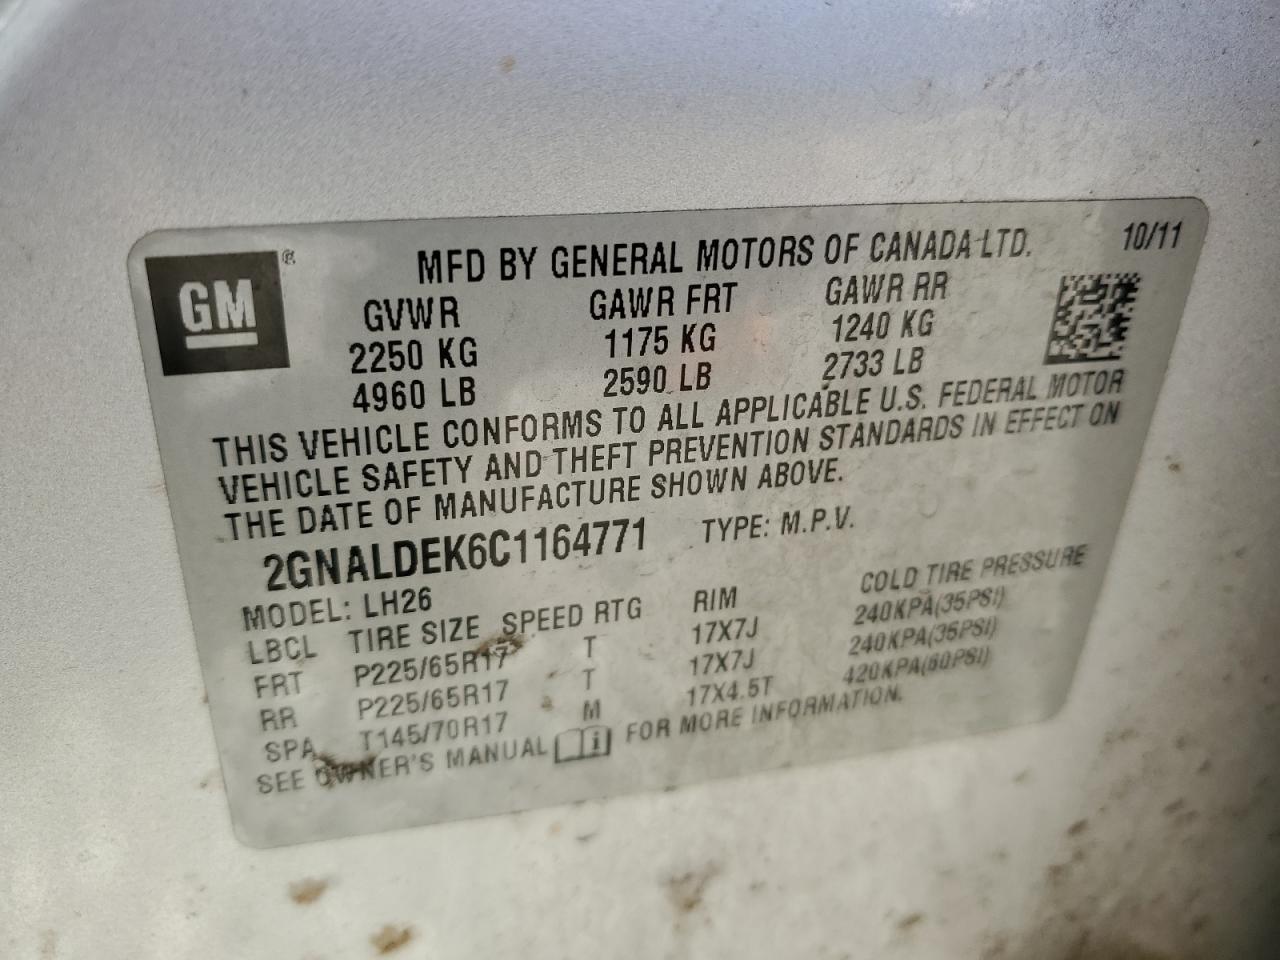 GM ® MFD BY GENERAL MOTORS OF CANADA LTD. 10/11
GVWR GAWR FRT GAWR RR
2250 KG 1175 KG 1240 KG
4960 LB 2590 LB 2733 LB
THIS VEHICLE CONFORMS TO ALL APPLICABLE U.S. FEDERAL MOTOR
VEHICLE SAFETY AND THEFT PREVENTION STANDARDS IN EFFECT ON
THE DATE OF MANUFACTURE SHOWN ABOVE.
2GNALDEK6C1164771 TYPE: M.P.V.
MODEL: LH26
LBCL TIRE SIZE SPEED RTG RIM COLD TIRE PRESSURE
FRT P225/65R17 T 17X7J 240KPA(35PSI)
RR P225/65R17 T 17X7J 240KPA(35PSI)
SPA T145/70R17 M 17X4.5T 420KPA(60PSI)
SEE OWNER'S MANUAL i FOR MORE INFORMATION.